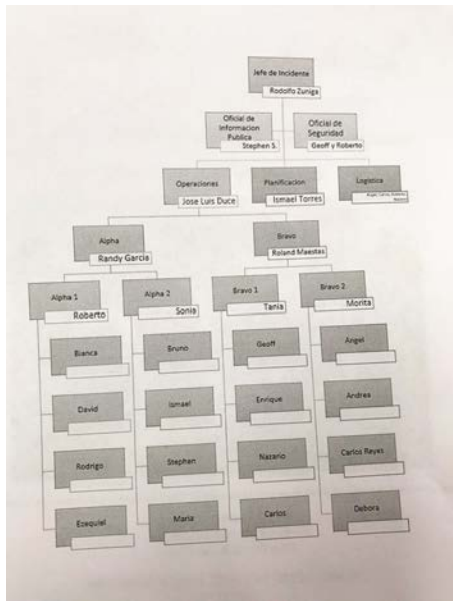 Jefe de Incidente
Rodolfo Zuniga
Oficial de
Informacion
Publica
Stephen S.
Oficial de
Seguridad
Geoff y Roberto
Operaciones
Jose Luis Duce
Planificacion
Ismael Torres
Logistica
Alpha
Randy Garcia
Bravo
Roland Maestas
Alpha 1
Roberto
Alpha 2
Sonia
Bravo 1
Tania
Bravo 2
Morita
Bianca
Bruno
Geoff
Angel
David
Ismael
Enrique
Andrea
Rodrigo
Stephen
Nazario
Carlos Reyes
Ezequiel
Maria
Carlos
Debora